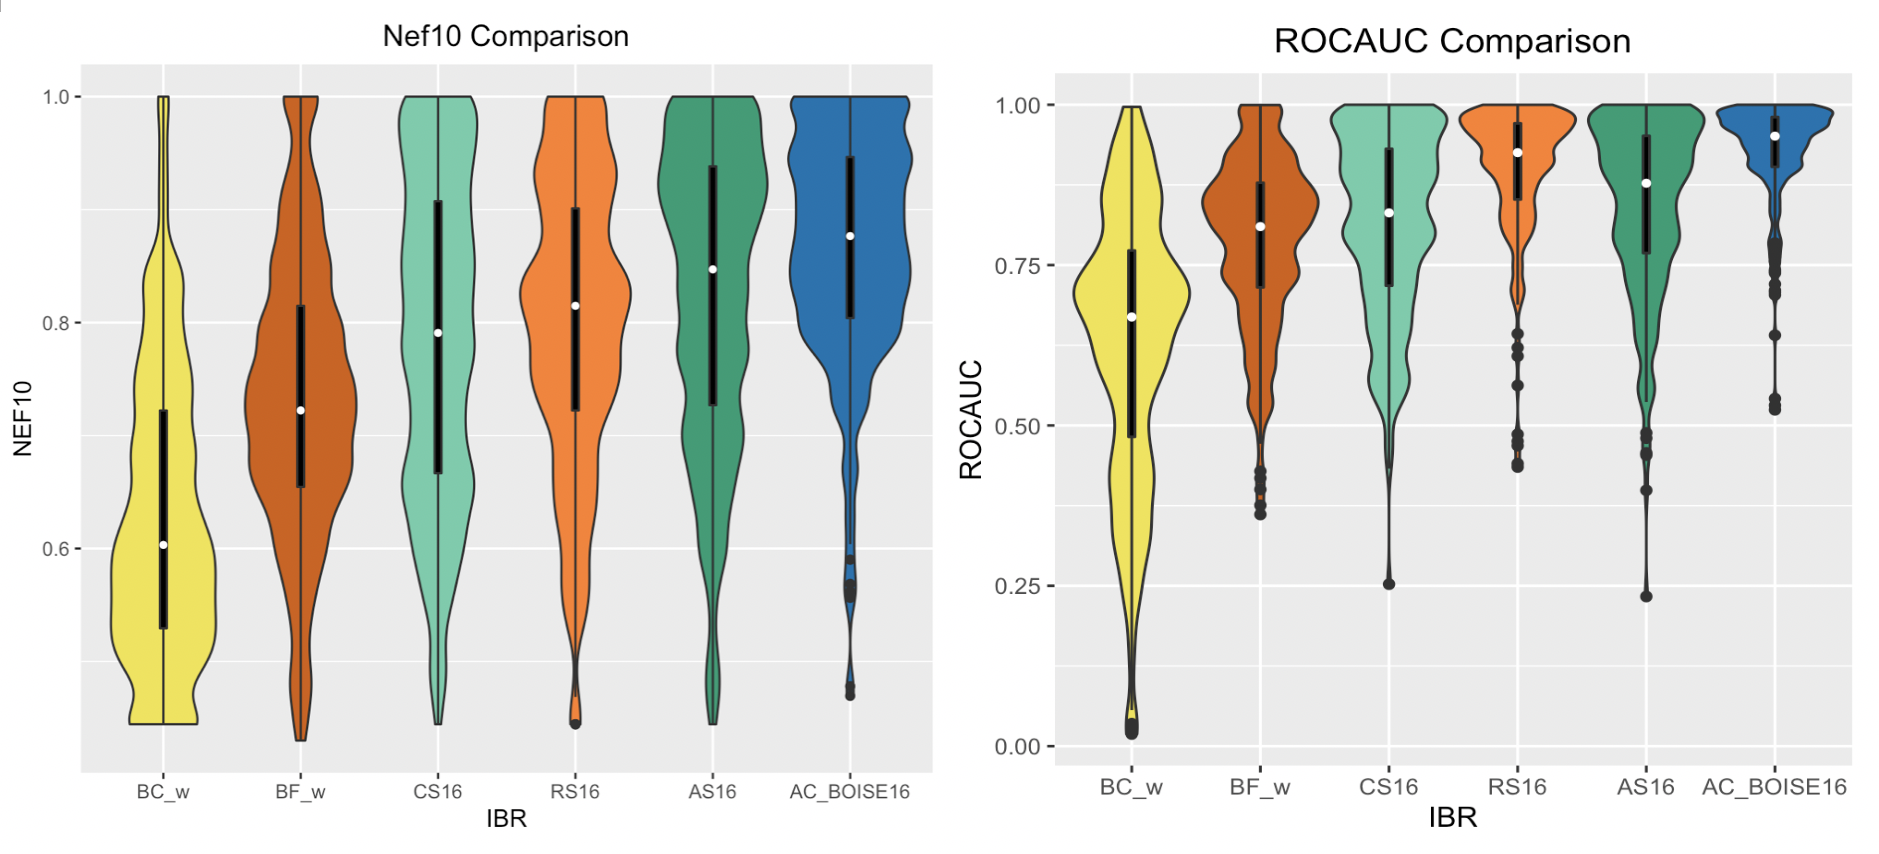 Nef10 Comparison
NEF10
1.0
0.8
0.6
BC_w BF_w CS16 RS16 AS16 AC_BOISE16
IBR
ROCAUC Comparison
ROCAUC
1.00
0.75
0.50
0.25
0.00
BC_w BF_w CS16 RS16 AS16 AC_BOISE16
IBR